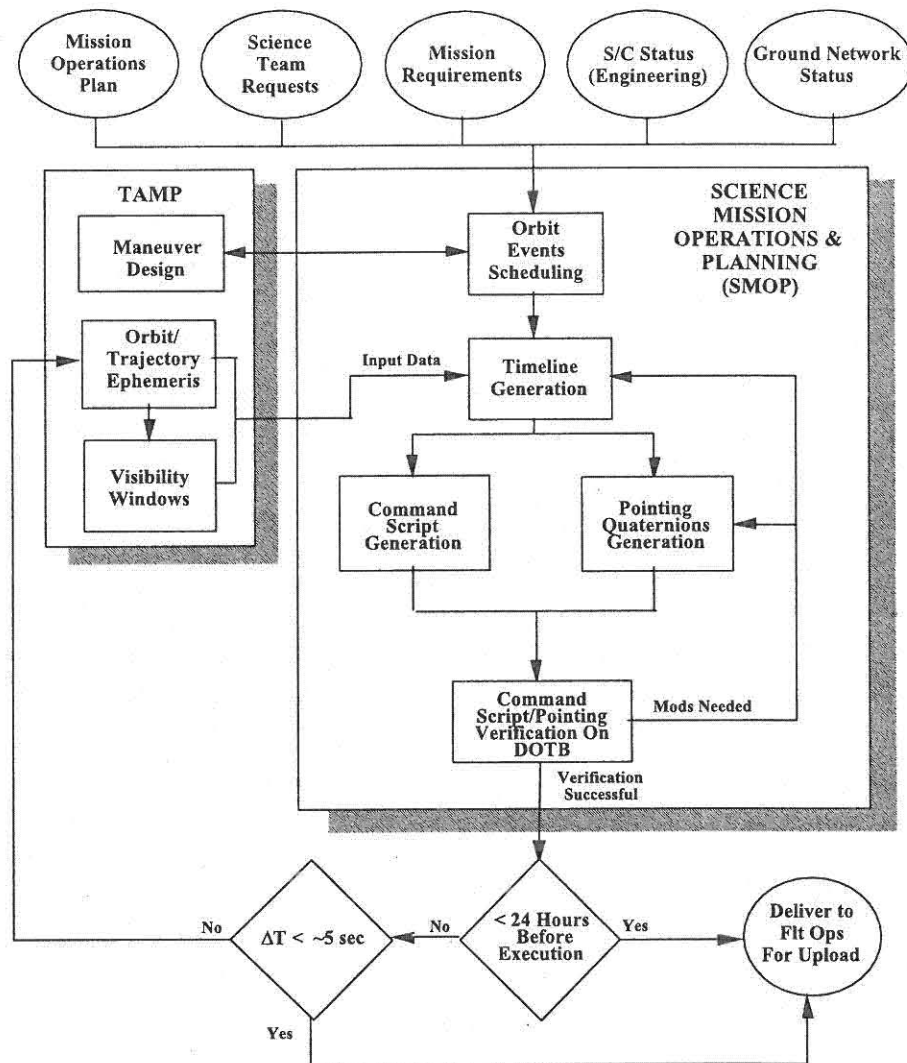 Mission
Operations
Plan
Science
Team
Requests
Mission
Requirements
S/C Status
(Engineering)
Ground Network
Status
TAMP
Maneuver
Design
Orbit/
Trajectory
Ephemeris
Visibility
Windows
SCIENCE
MISSION
OPERATIONS &
PLANNING
(SMOP)
Orbit
Events
Scheduling
Input Data
Timeline
Generation
Command
Script
Generation
Pointing
Quaternions
Generation
Command
Script/Pointing
Verification On
DOTB
Mods Needed
Verification
Successful
No
ΔT < ~5 sec
No
< 24 Hours
Before
Execution
Yes
Deliver to
Flt Ops
For Upload
Yes